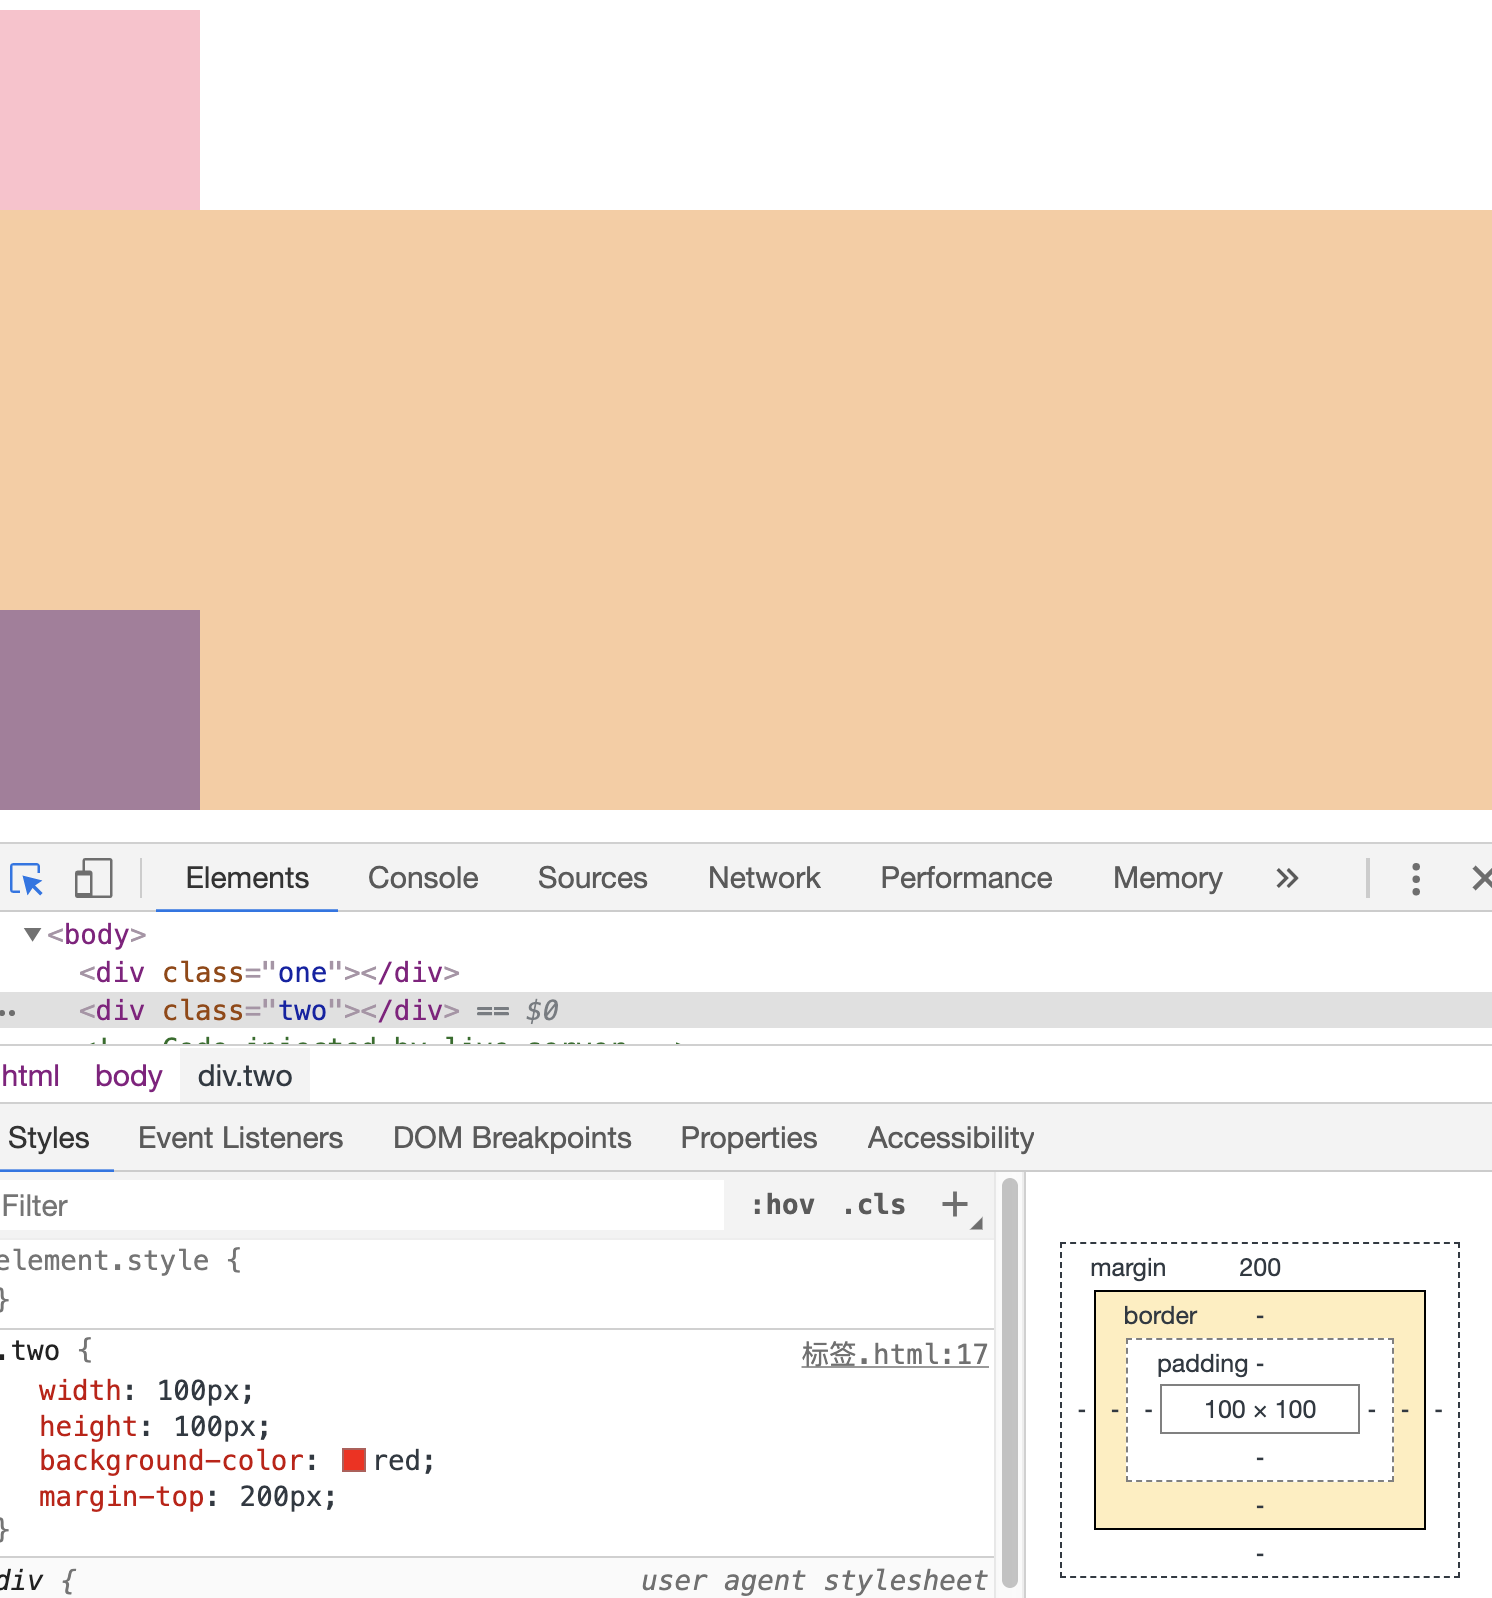 Elements Console Sources Network Performance Memory »
▼<body>
<div class="one"></div>
<div class="two"></div> == $0
html body div.two
Styles Event Listeners DOM Breakpoints Properties Accessibility
Filter :hov .cls +
element.style {
}
.two { 标签.html:17
width: 100px;
height: 100px;
background-color: red;
margin-top: 200px;
}
div { user agent stylesheet
margin 200
border -
padding -
- - - 100 × 100 - - -
-
-
-